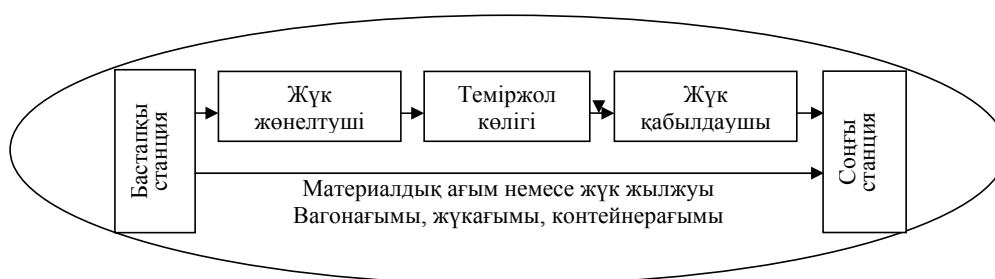 Бастапқы
станция
Жүк
жөнелтуші
Теміржол
көлігі
Жүк
қабылдаушы
Соңғы
станция
Материалдық ағым немесе жүк жылжуы
Вагонағымы, жүкағымы, контейнерағымы